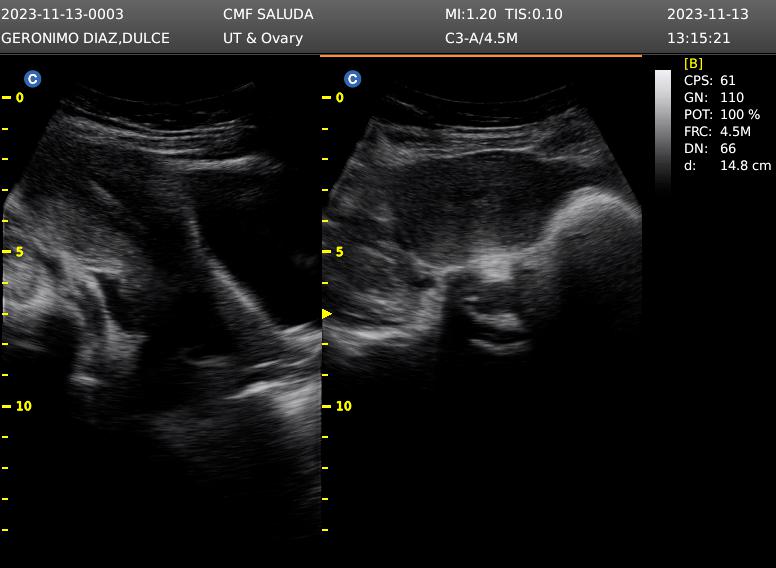 2023-11-13-0003 CMF SALUDA MI:1.20 TIS:0.10 2023-11-13
GERONIMO DIAZ,DULCE UT & Ovary C3-A/4.5M 13:15:21
C C [B]
0 0 CPS: 61
GN: 110
POT: 100 %
FRC: 4.5M
DN: 66
d: 14.8 cm
5 5
10 10